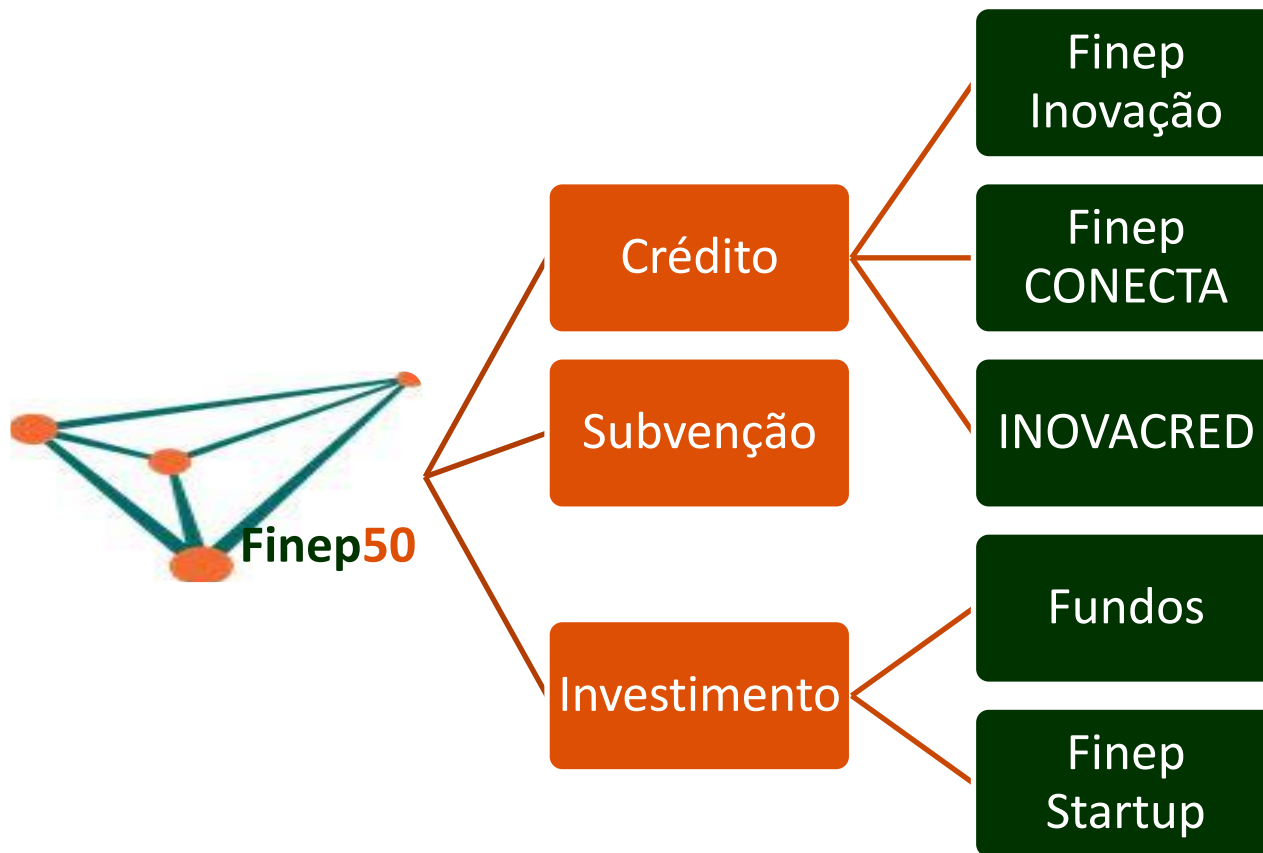 Finep50
Crédito
Subvenção
Investimento
Finep
Inovação
Finep
CONECTA
INOVACRED
Fundos
Finep
Startup